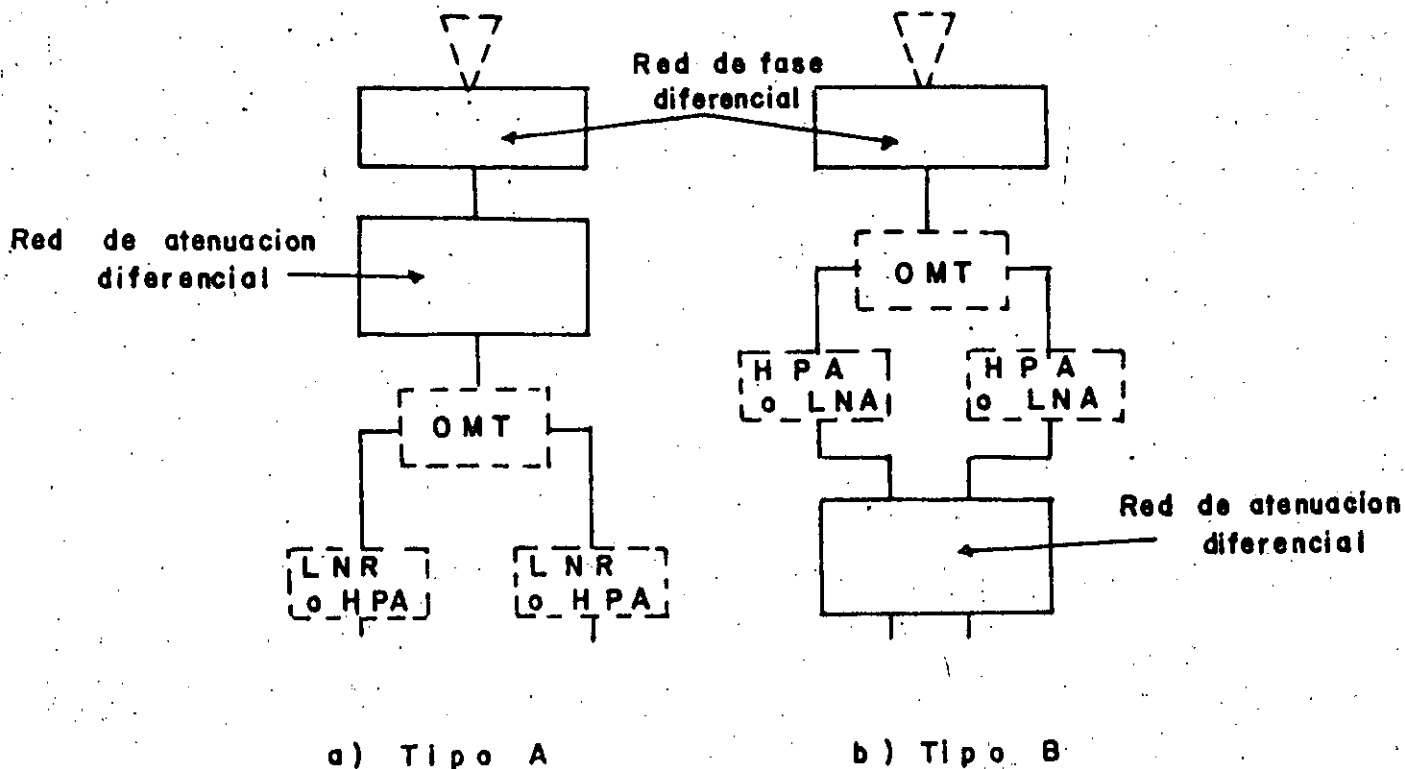 Red de fase
diferencial
Red de atenuacion
diferencial
OMT
LNR
o HPA
LNR
o HPA
OMT
HPA
o LNA
HPA
o LNA
Red de atenuacion
diferencial
a) Tipo A
b) Tipo B